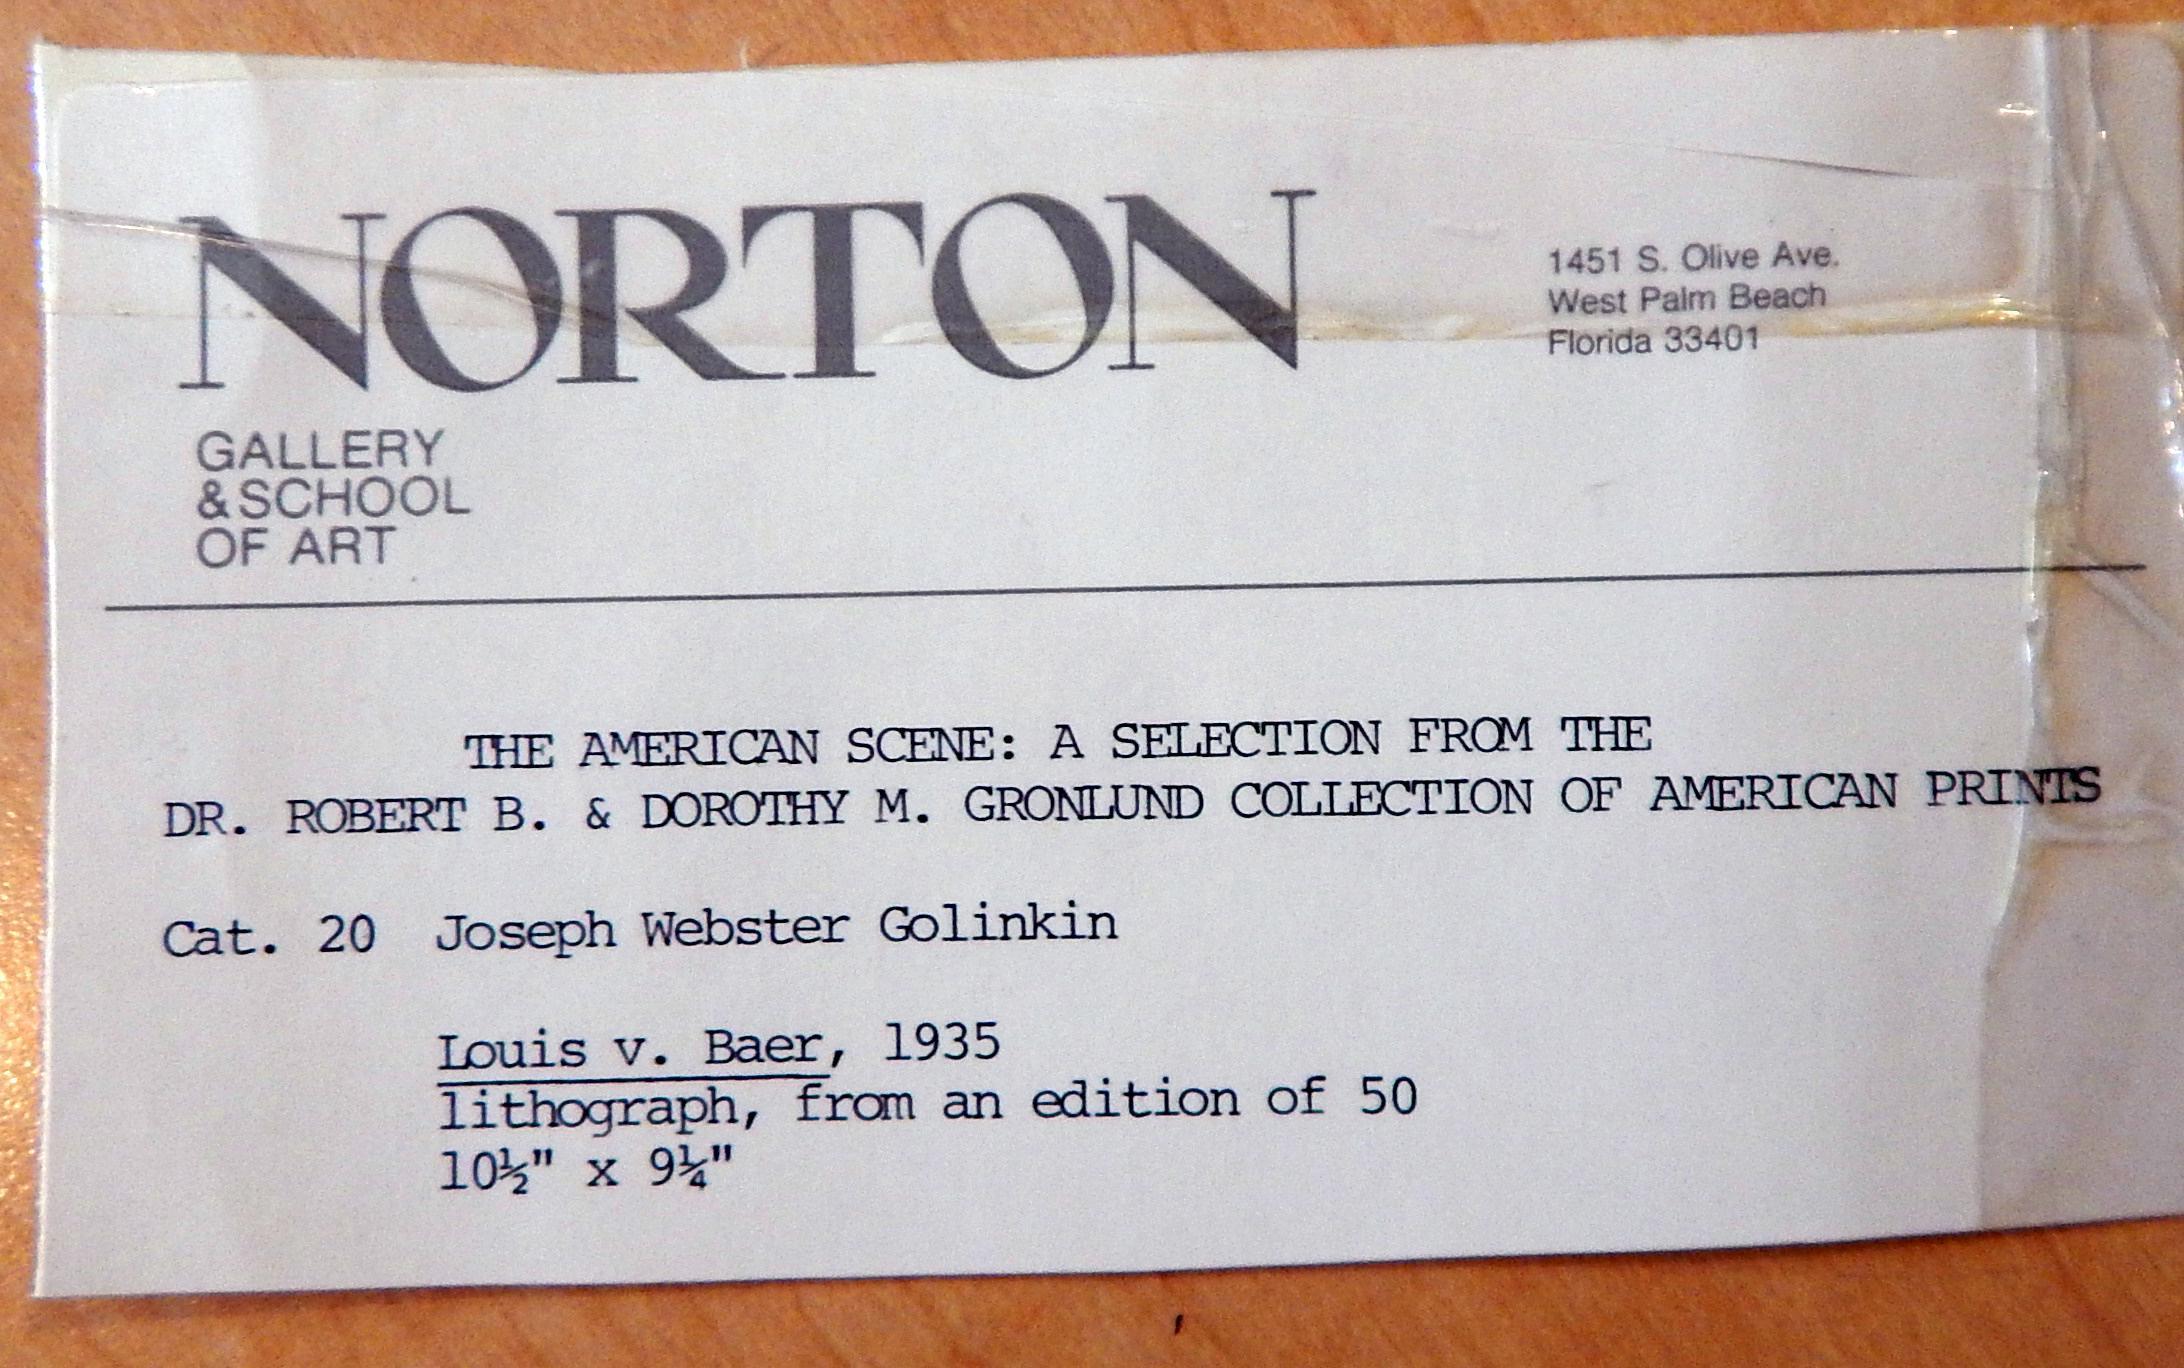 NORTON
1451 S. Olive Ave.
West Palm Beach
Florida 33401
GALLERY
& SCHOOL
OF ART
THE AMERICAN SCENE: A SELECTION FROM THE
DR. ROBERT B. & DOROTHY M. GRONLUND COLLECTION OF AMERICAN PRINTS
Cat. 20 Joseph Webster Golinkin
Louis v. Baer, 1935
lithograph, from an edition of 50
10½" x 9¼"